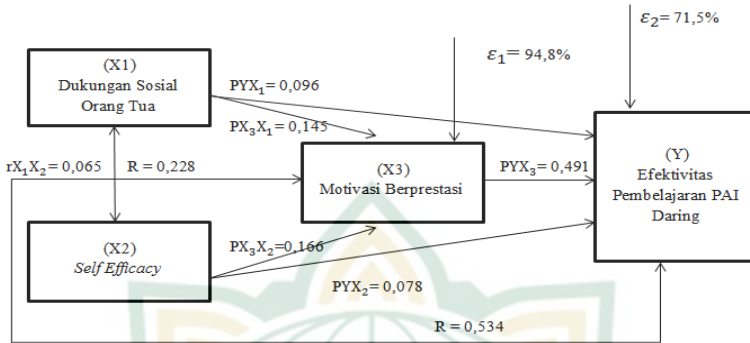 ε₂= 71,5%
ε₁= 94,8%
(X1)
Dukungan Sosial
Orang Tua
PYX₁= 0,096
PX₃X₁= 0,145
rX₁X₂= 0,065
R = 0,228
(X3)
Motivasi Berprestasi
PYX₃= 0,491
(Y)
Efektivitas
Pembelajaran PAI
Daring
(X2)
Self Efficacy
PX₃X₂=0,166
PYX₂= 0,078
R = 0,534